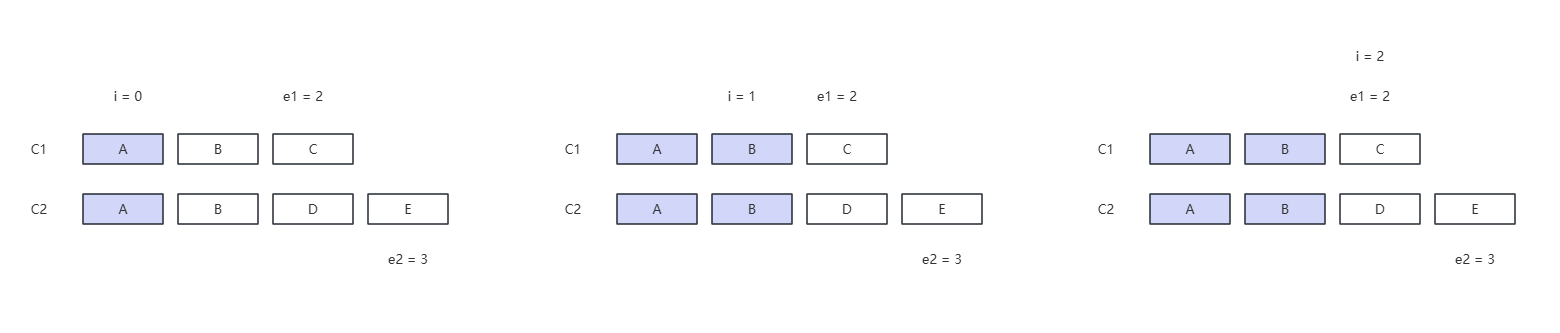 i = 2
i = 0 e1 = 2 i = 1 e1 = 2 e1 = 2
C1 A B C C1 A B C C1 A B C
C2 A B D E C2 A B D E C2 A B D E
e2 = 3 e2 = 3 e2 = 3